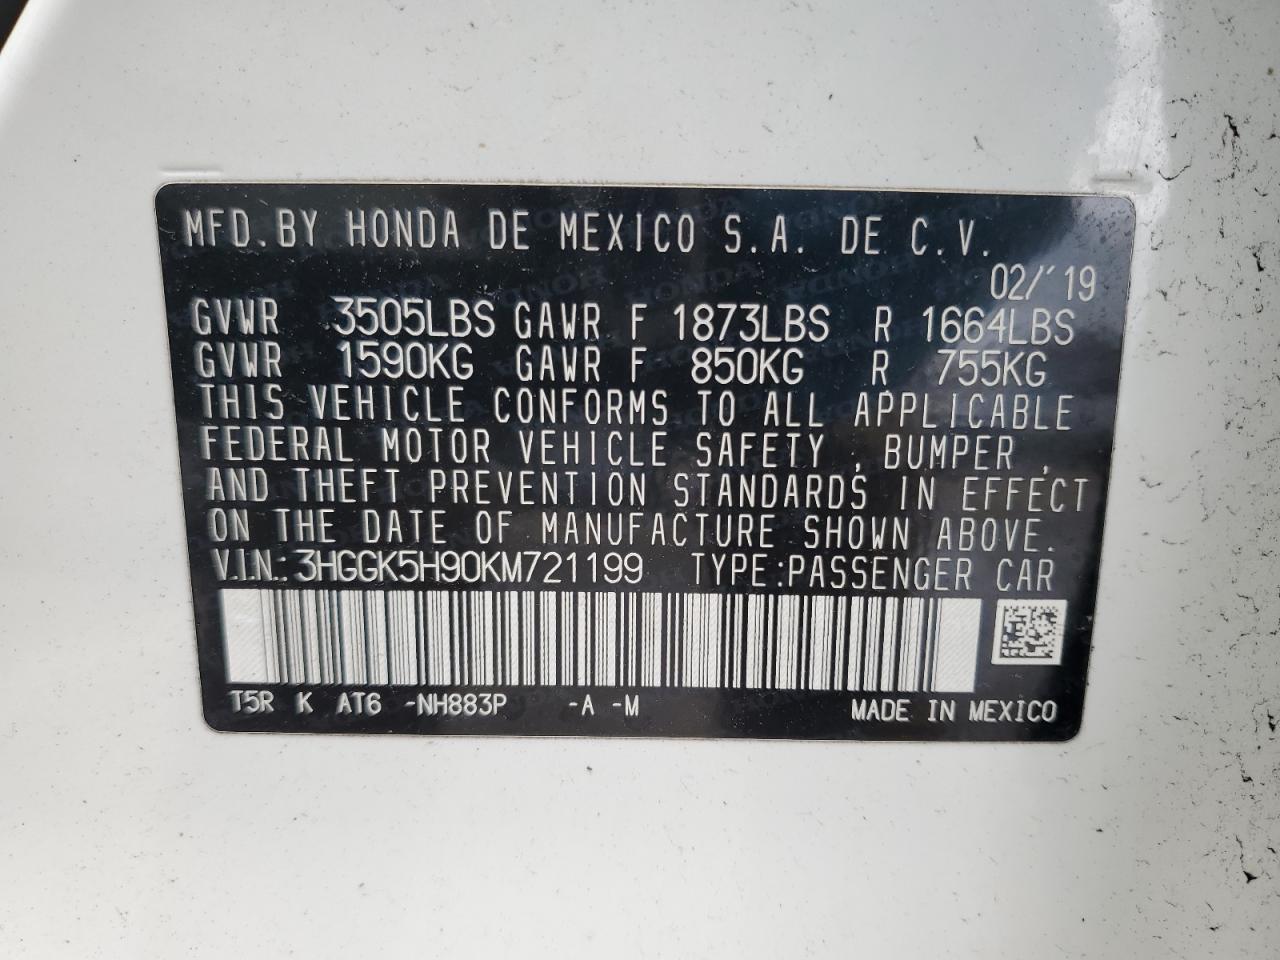 MFD. BY HONDA DE MEXICO S.A. DE C.V.
02/'19
GVWR 3505LBS GAWR F 1873LBS R 1664LBS
GVWR 1590KG GAWR F 850KG R 755KG
THIS VEHICLE CONFORMS TO ALL APPLICABLE
FEDERAL MOTOR VEHICLE SAFETY , BUMPER ,
AND THEFT PREVENTION STANDARDS IN EFFECT
ON THE DATE OF MANUFACTURE SHOWN ABOVE.
V.I.N.: 3HGGK5H90KM721199 TYPE:PASSENGER CAR
T5R K AT6 -NH883P -A -M MADE IN MEXICO